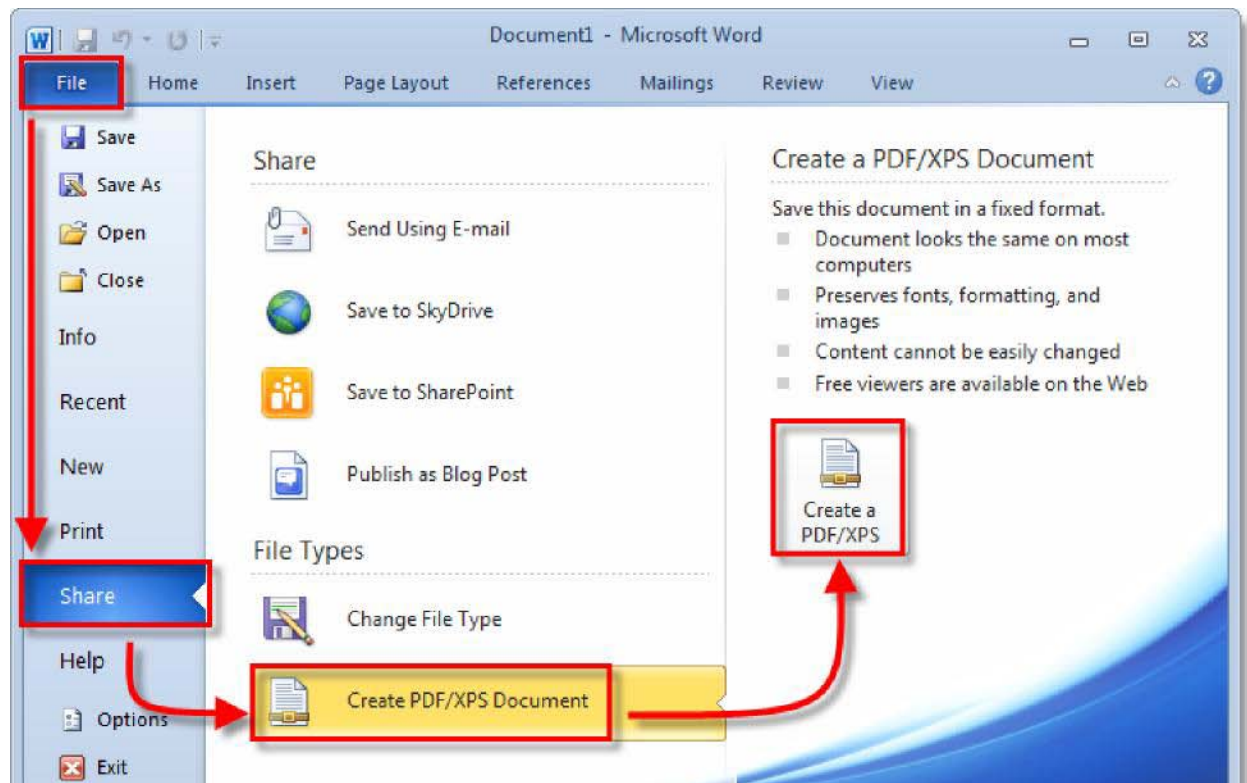 W
Document1 - Microsoft Word
File Home Insert Page Layout References Mailings Review View
?
Save
Save As
Open
Close
Info
Recent
New
Print
Share
Help
Options
Exit
Share
Send Using E-mail
Save to SkyDrive
Save to SharePoint
Publish as Blog Post
File Types
Change File Type
Create PDF/XPS Document
Create a PDF/XPS Document
Save this document in a fixed format.
Document looks the same on most
computers
Preserves fonts, formatting, and
images
Content cannot be easily changed
Free viewers are available on the Web
Create a
PDF/XPS